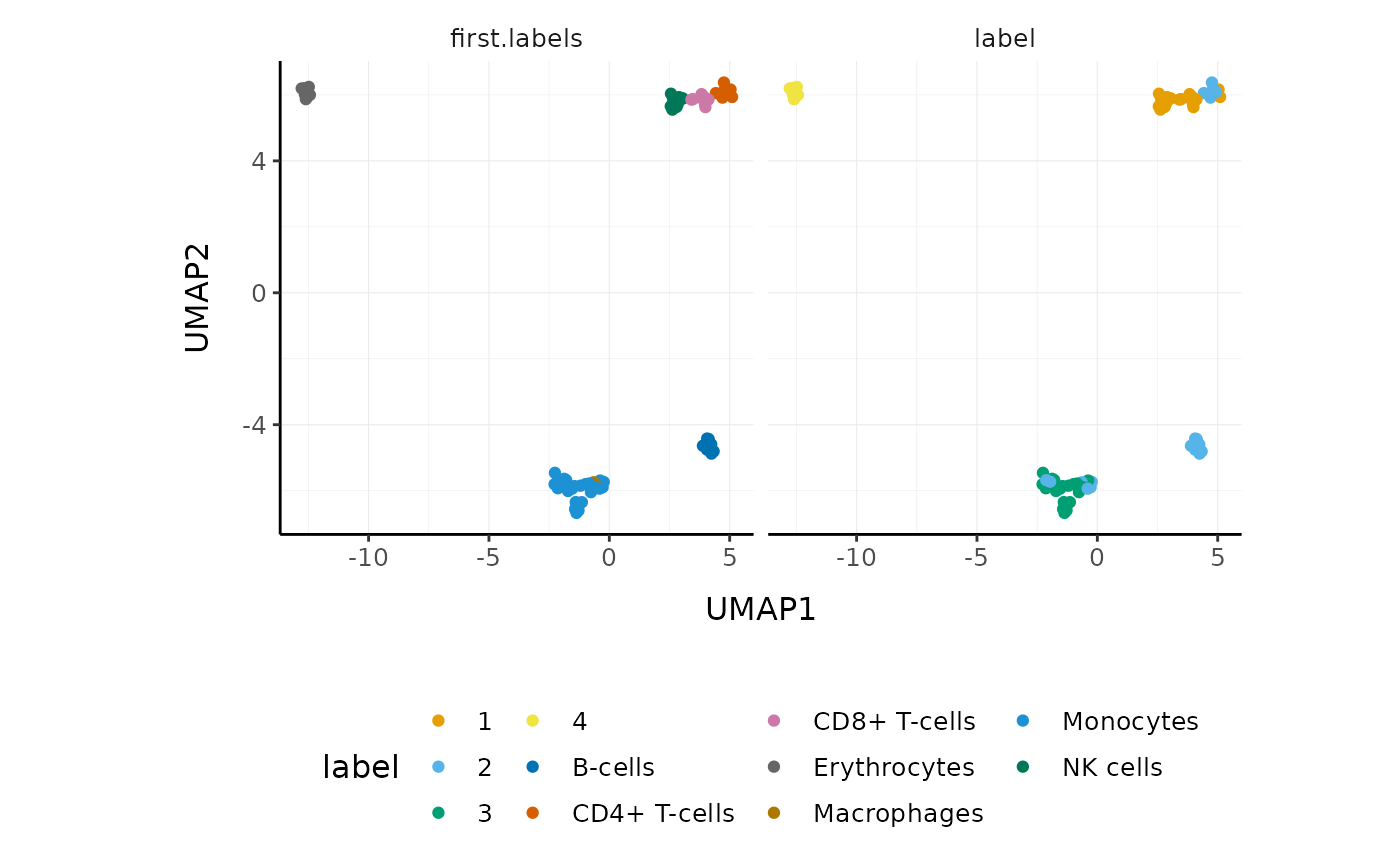 first.labels label
4
0
-4
UMAP2
-10 -5 0 5 -10 -5 0 5
UMAP1
label
1 4 CD8+ T-cells Monocytes
2 B-cells Erythrocytes NK cells
3 CD4+ T-cells Macrophages